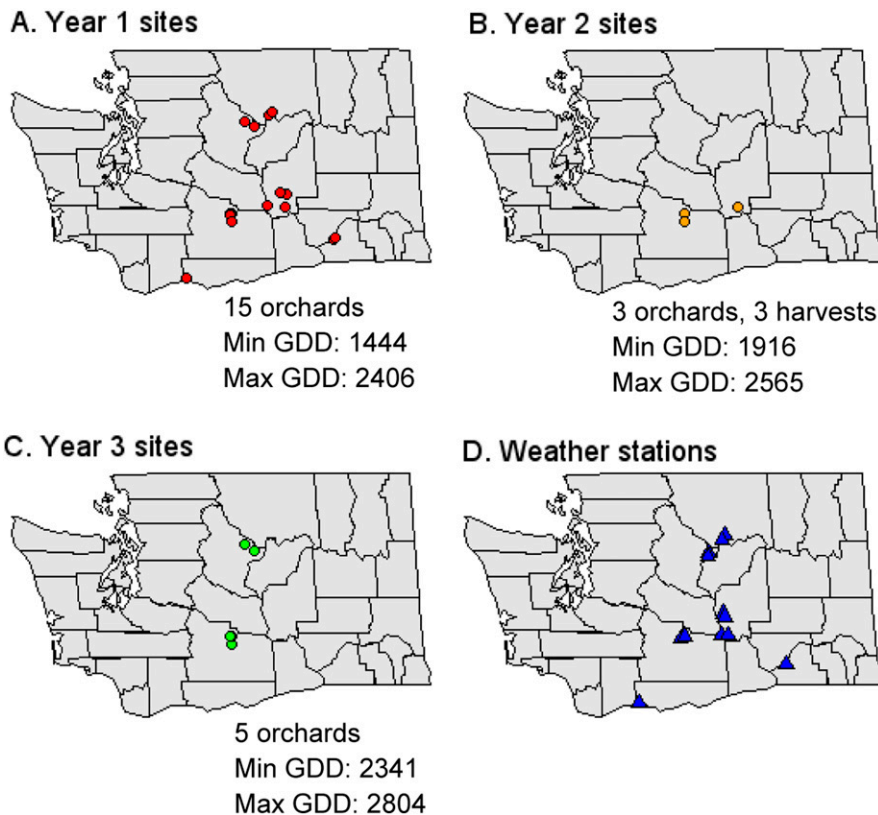 A. Year 1 sites
15 orchards
Min GDD: 1444
Max GDD: 2406
B. Year 2 sites
3 orchards, 3 harvests
Min GDD: 1916
Max GDD: 2565
C. Year 3 sites
5 orchards
Min GDD: 2341
Max GDD: 2804
D. Weather stations